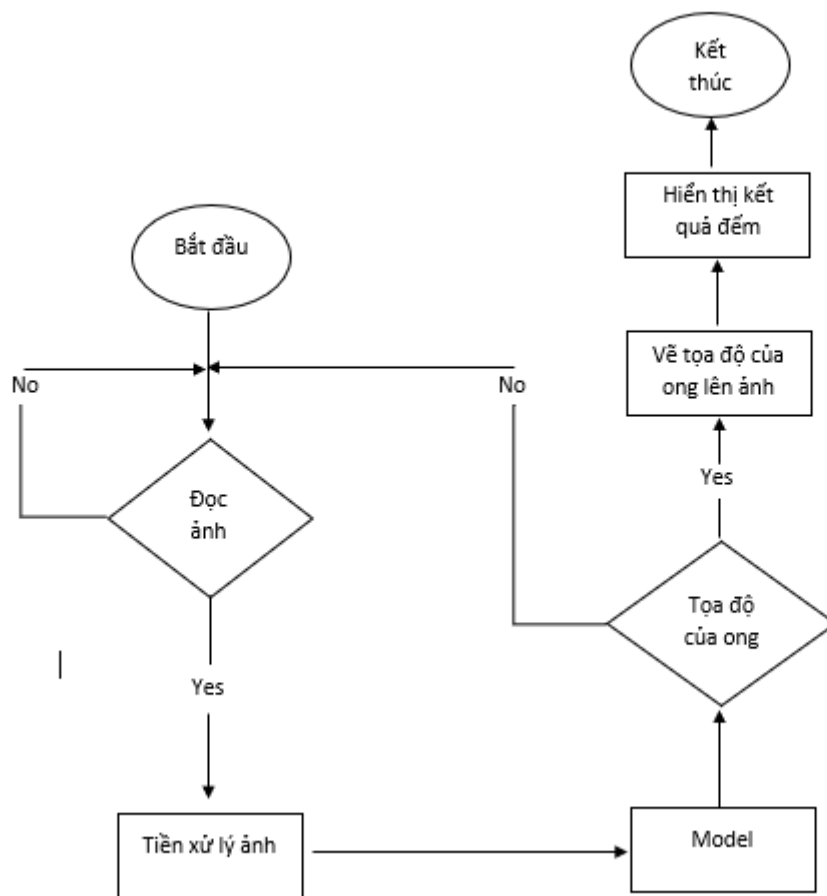 Kết
thúc
Hiển thị kết
quả đếm
Bắt đầu
Vẽ tọa độ của
ong lên ảnh
No
No
Yes
Đọc
ảnh
Tọa độ
của ong
Yes
Tiền xử lý ảnh
Model